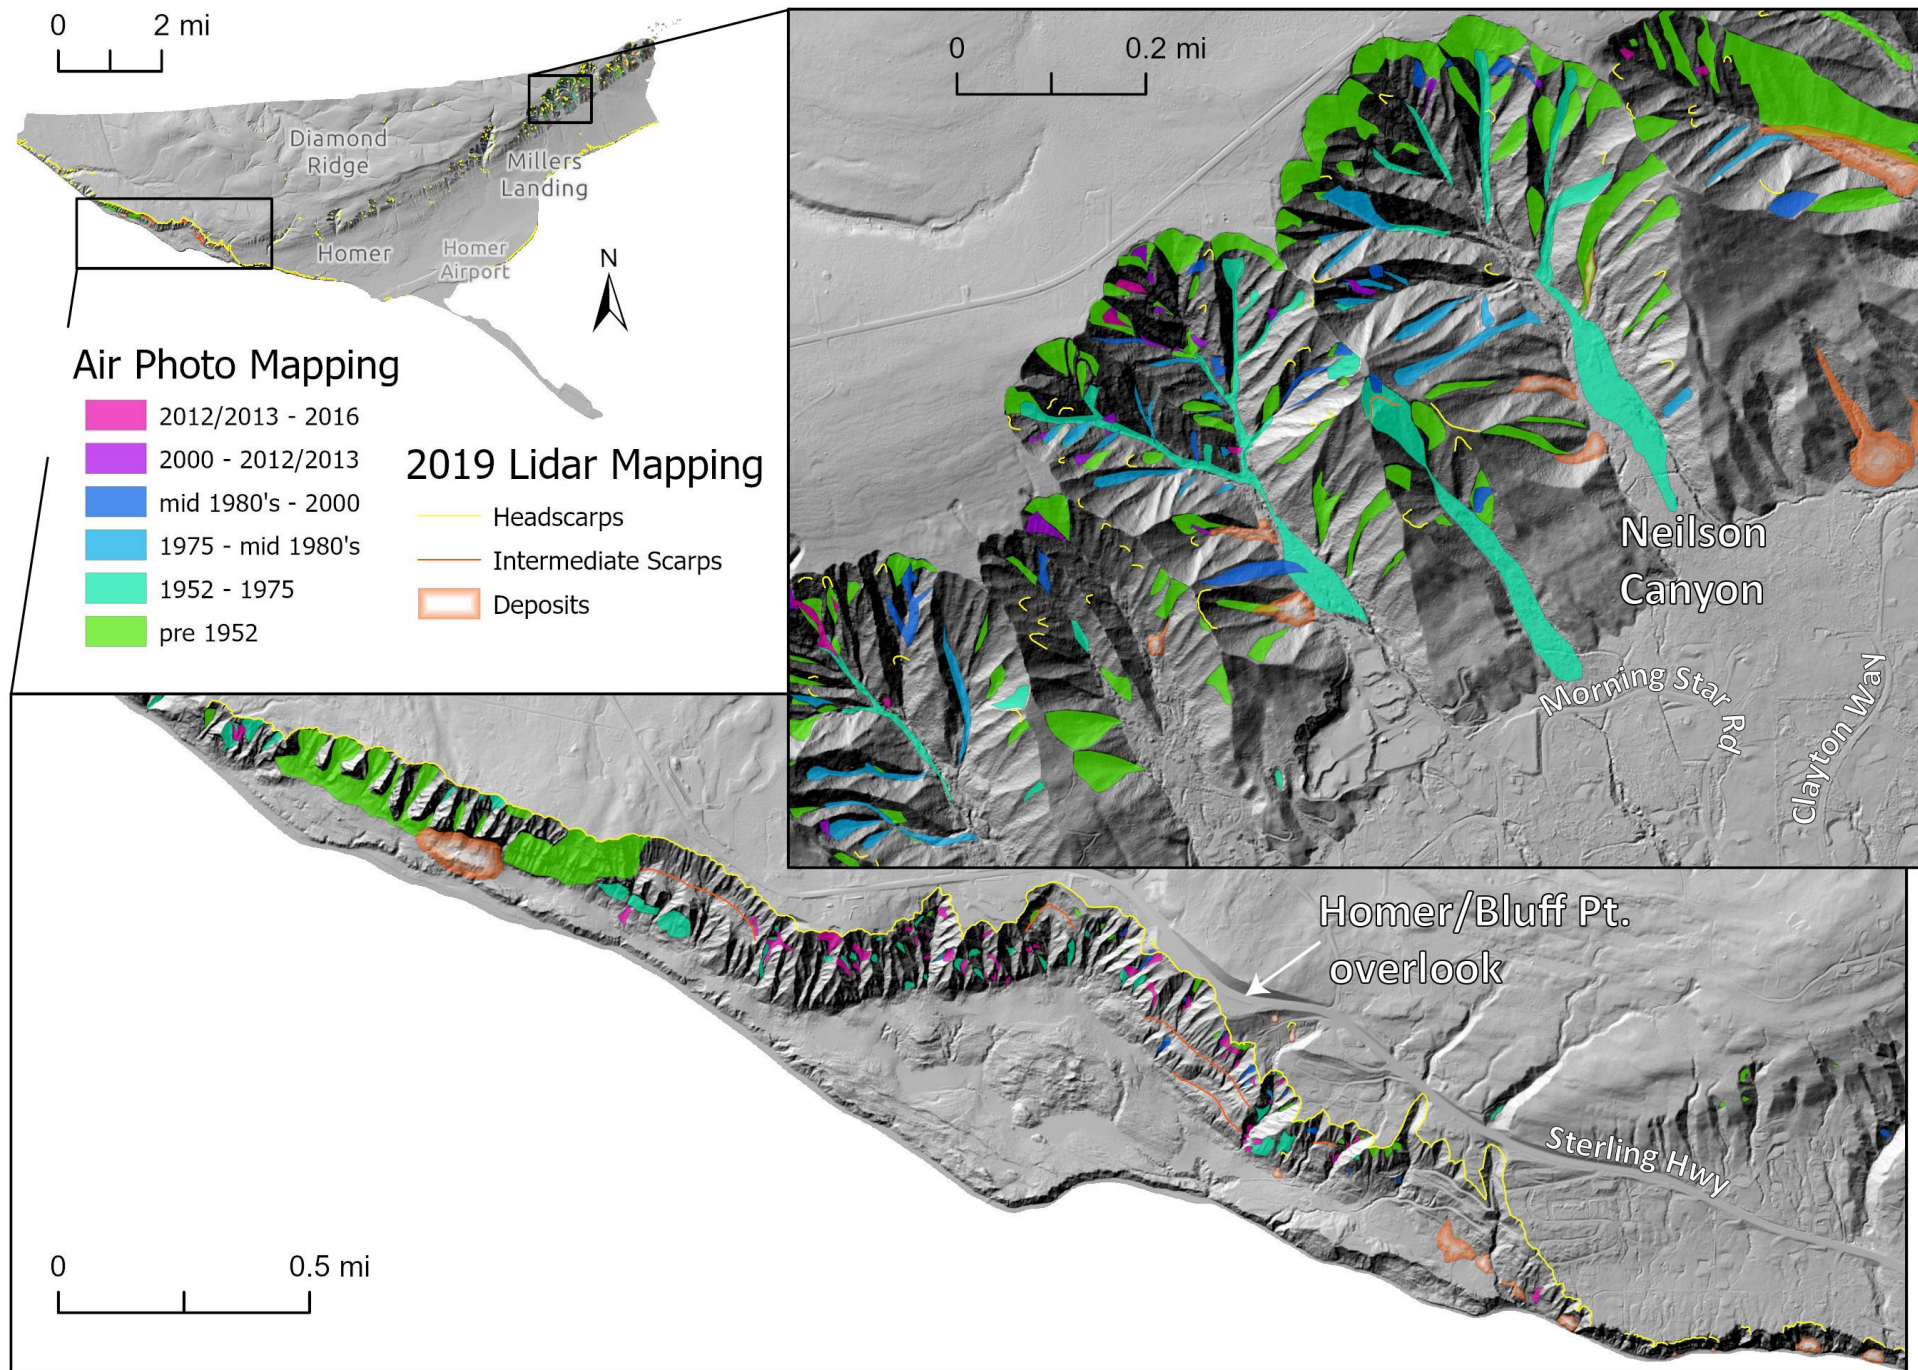 0 2 mi
Diamond
Ridge
Millers
Landing
Homer
Homer
Airport
N
Air Photo Mapping
2012/2013 - 2016
2000 - 2012/2013
mid 1980's - 2000
1975 - mid 1980's
1952 - 1975
pre 1952
2019 Lidar Mapping
Headscarps
Intermediate Scarps
Deposits
0 0.2 mi
Neilson
Canyon
Morning Star Rd
Clayton Way
Homer/Bluff Pt.
overlook
Sterling Hwy
0 0.5 mi